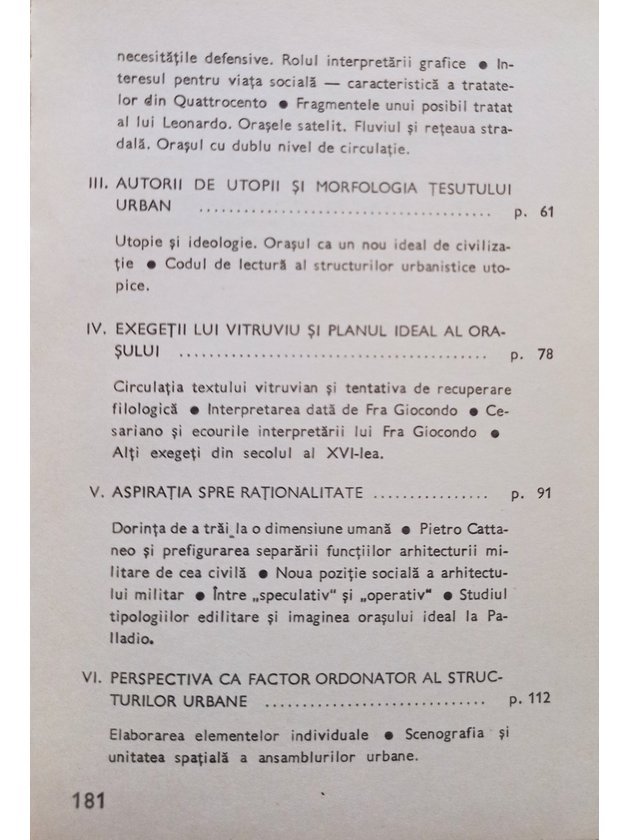 necesitățile defensive. Rolul interpretării grafice ● In-
teresul pentru viața socială — caracteristică a tratate-
lor din Quattrocento ● Fragmentele unui posibil tratat
al lui Leonardo. Orașele satelit. Fluviul și rețeaua stra-
dală. Orașul cu dublu nivel de circulație.
III. AUTORII DE UTOPII ȘI MORFOLOGIA ȚESUTULUI
URBAN ........................................ p. 61
Utopie și ideologie. Orașul ca un nou ideal de civiliza-
ție ● Codul de lectură al structurilor urbanistice uto-
pice.
IV. EXEGEȚII LUI VITRUVIU ȘI PLANUL IDEAL AL ORA-
ȘULUI .......................................... p. 78
Circulația textului vitruvian și tentativa de recuperare
filologică ● Interpretarea dată de Fra Giocondo ● Ce-
sariano și ecourile interpretării lui Fra Giocondo ●
Alți exegeți din secolul al XVI-lea.
V. ASPIRAȚIA SPRE RAȚIONALITATE ................ p. 91
Dorința de a trăi la o dimensiune umană ● Pietro Catta-
neo și prefigurarea separării funcțiilor arhitecturii mi-
litare de cea civilă ● Noua poziție socială a arhitectu-
lui militar ● Între „speculativ" și „operativ" ● Studiul
tipologiilor edilitare și imaginea orașului ideal la Pa-
lladio.
VI. PERSPECTIVA CA FACTOR ORDONATOR AL STRUC-
TURILOR URBANE .............................. p. 112
Elaborarea elementelor individuale ● Scenografia și
unitatea spațială a ansamblurilor urbane.
181